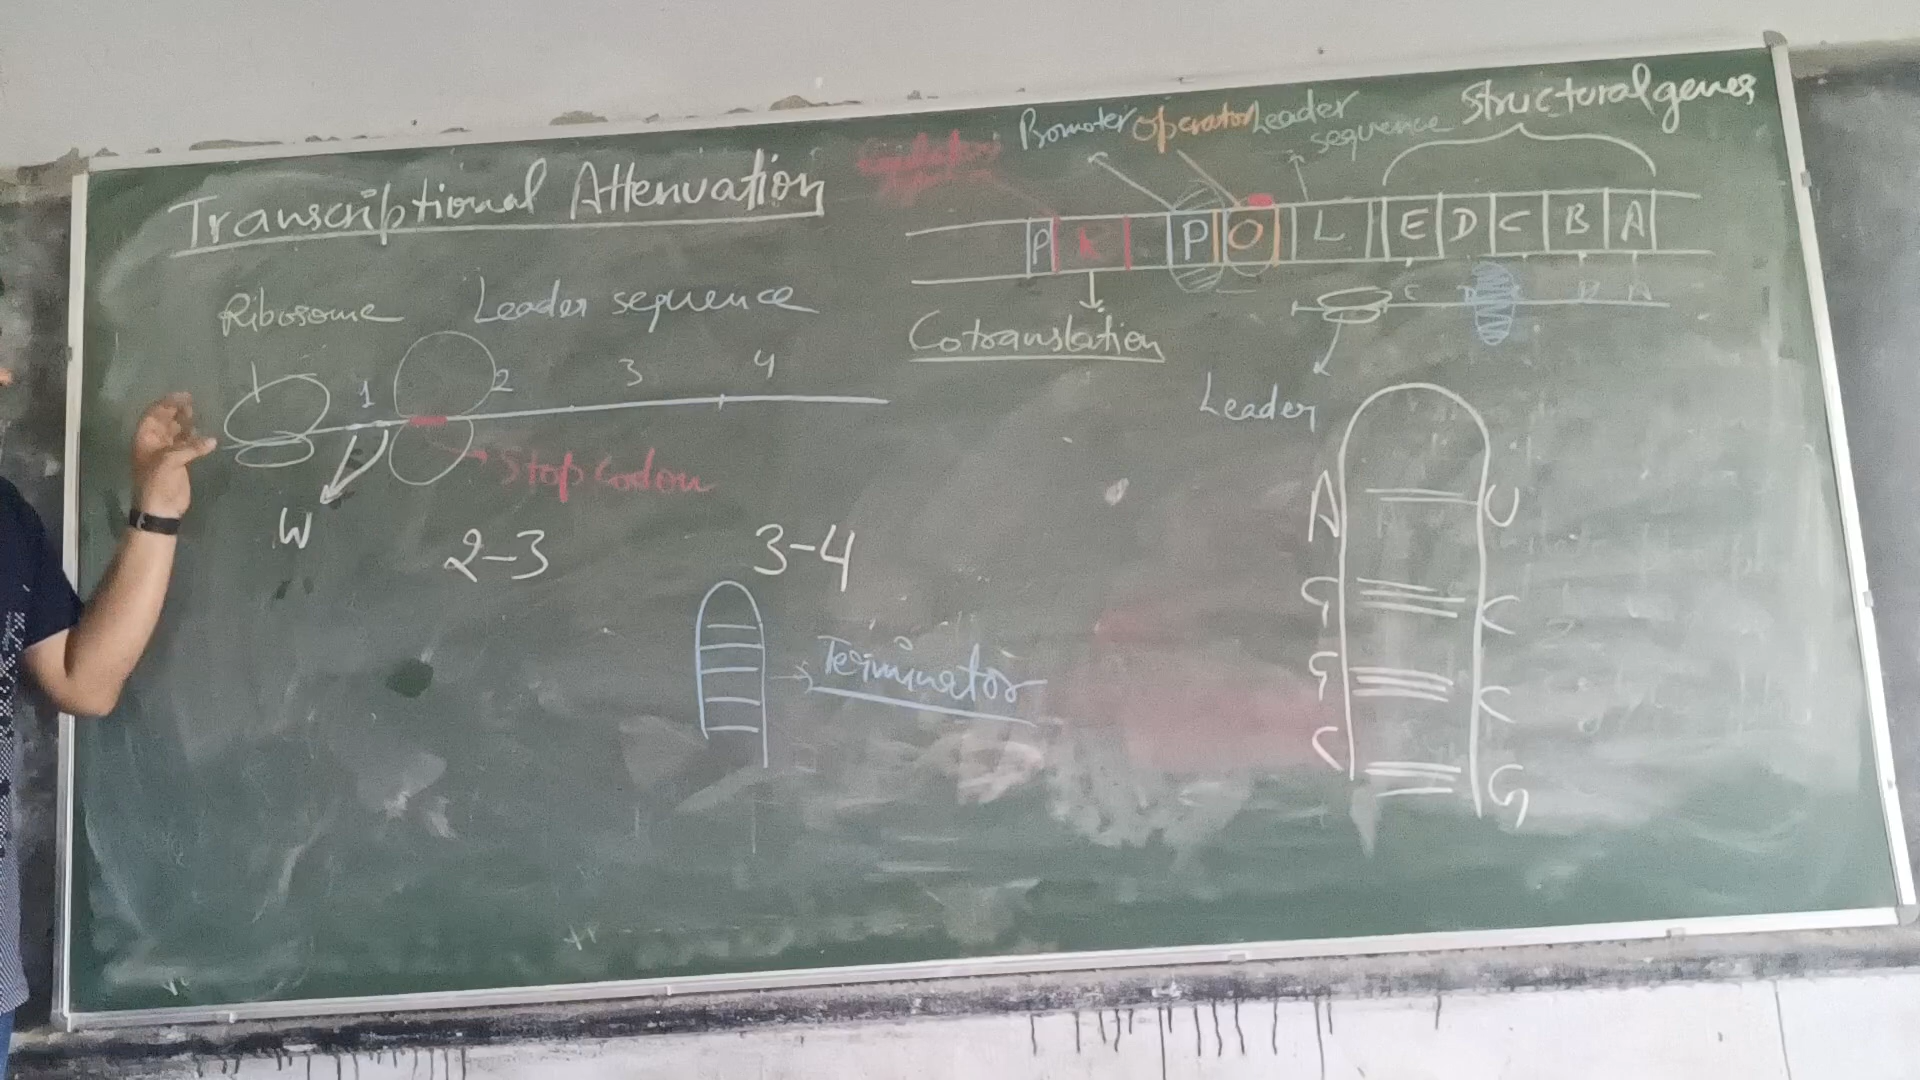 Transcriptional Attenuation
Promoter Operator Leader sequence Structural genes
P R P O L E D C B A
E D B A
Cotranslation
Ribosome Leader sequence
1 2 3 4
Stop Codon
W
2-3 3-4
Terminator
Leader
A U
G C
G C
C G